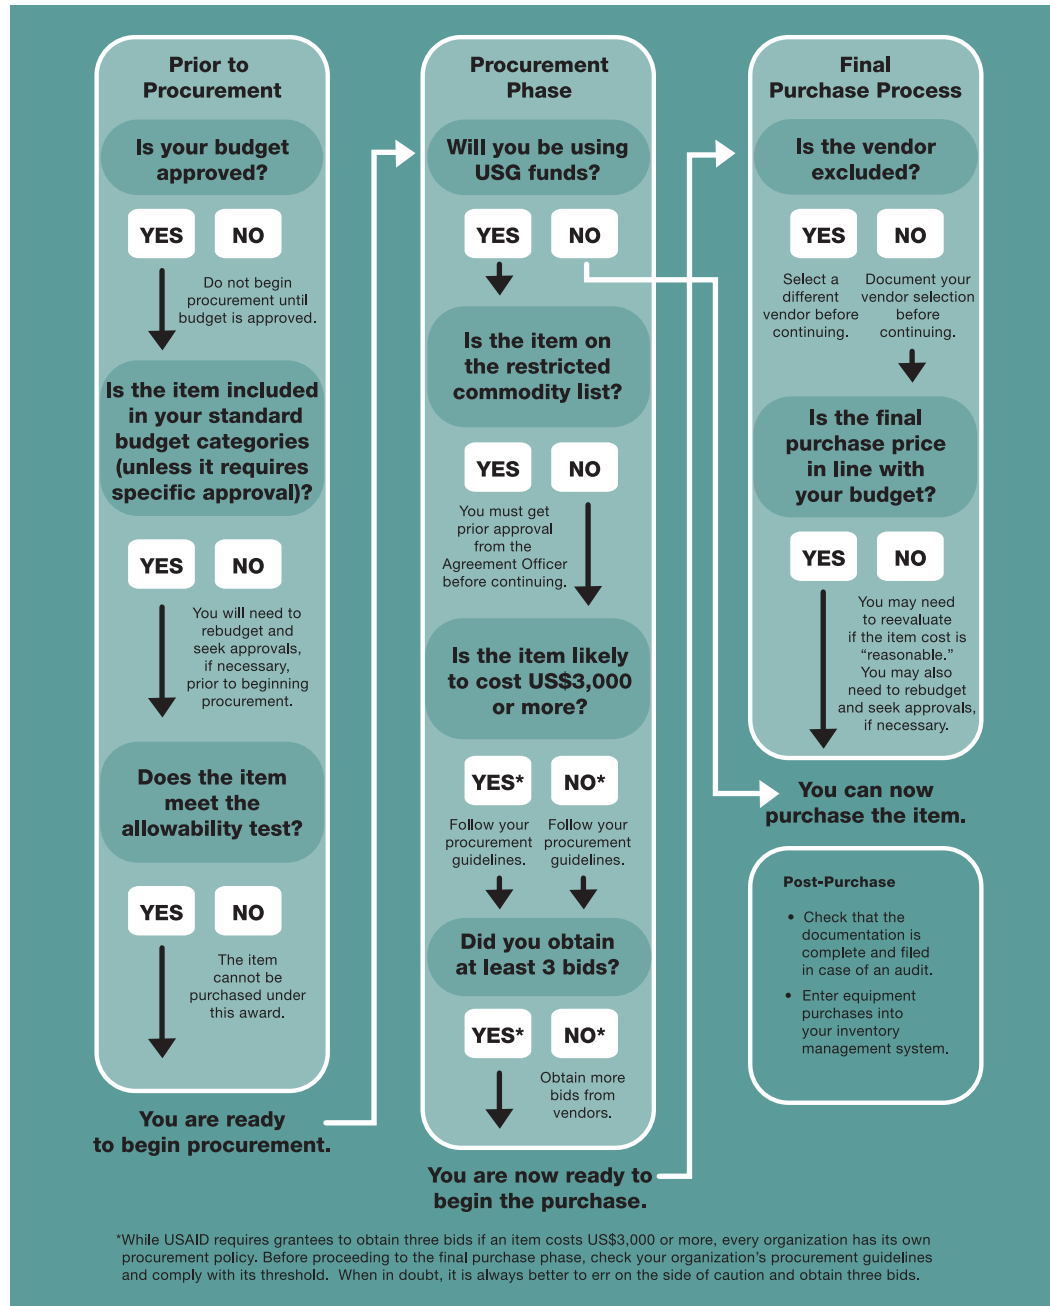 Prior to
Procurement
Is your budget
approved?
YES
NO
Do not begin
procurement until
budget is approved.
Is the item included
in your standard
budget categories
(unless it requires
specific approval)?
YES
NO
You will need to
rebudget and
seek approvals,
if necessary,
prior to beginning
procurement.
Does the item
meet the
allowability test?
YES
NO
The item
cannot be
purchased under
this award.
You are ready
to begin procurement.
Procurement
Phase
Will you be using
USG funds?
YES
NO
Is the item on
the restricted
commodity list?
YES
NO
You must get
prior approval
from the
Agreement Officer
before continuing.
Is the item likely
to cost US$3,000
or more?
YES*
NO*
Follow your
procurement
guidelines.
Follow your
procurement
guidelines.
Did you obtain
at least 3 bids?
YES*
NO*
Obtain more
bids from
vendors.
You are now ready to
begin the purchase.
Final
Purchase Process
Is the vendor
excluded?
YES
NO
Select a
different
vendor before
continuing.
Document your
vendor selection
before
continuing.
Is the final
purchase price
in line with
your budget?
YES
NO
You may need
to reevaluate
if the item cost is
“reasonable.”
You may also
need to rebudget
and seek approvals,
if necessary.
You can now
purchase the item.
Post-Purchase
• Check that the
documentation is
complete and filed
in case of an audit.
• Enter equipment
purchases into
your inventory
management system.
*While USAID requires grantees to obtain three bids if an item costs US$3,000 or more, every organization has its own
procurement policy. Before proceeding to the final purchase phase, check your organization’s procurement guidelines
and comply with its threshold. When in doubt, it is always better to err on the side of caution and obtain three bids.